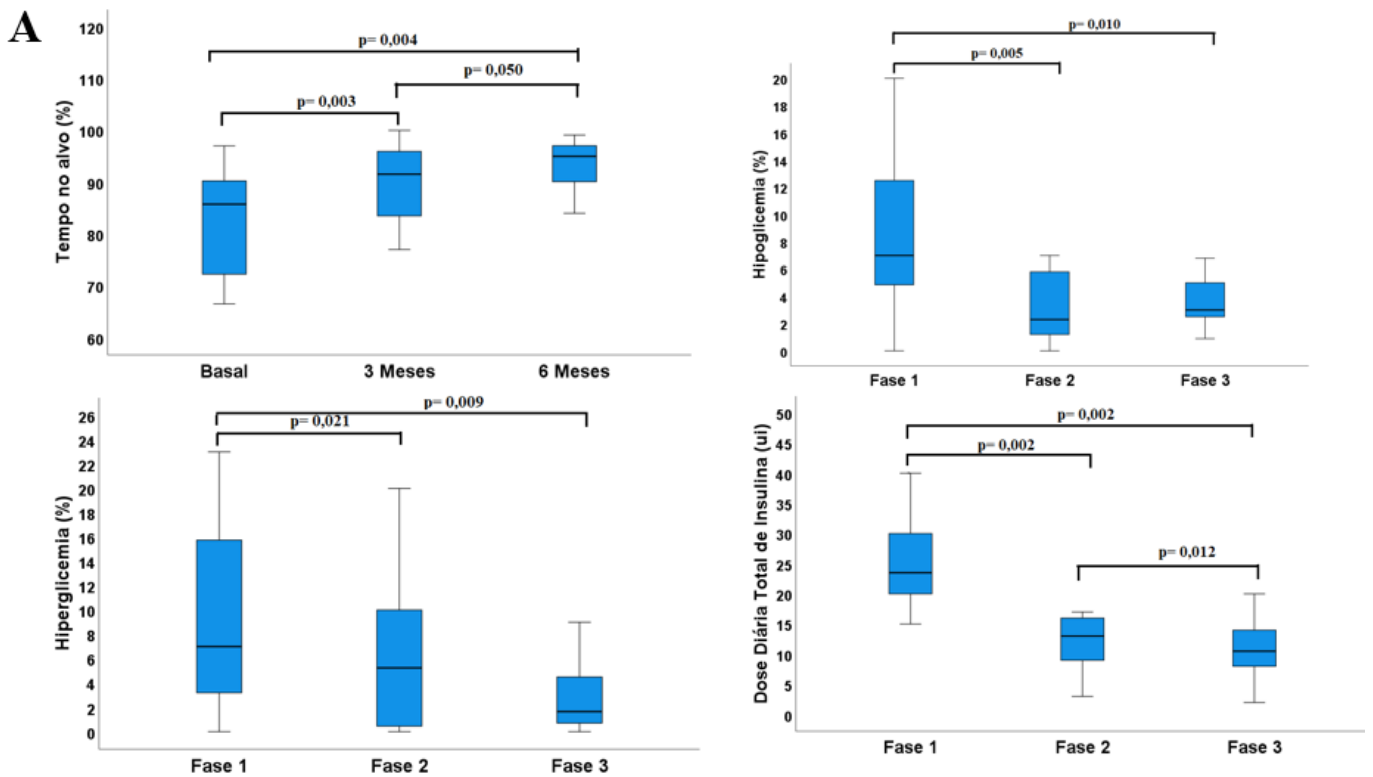 A
Tempo no alvo (%)
120
110
100
90
80
70
60
p= 0,004
p= 0,050
p= 0,003
Basal 3 Meses 6 Meses
Hipoglicemia (%)
20
18
16
14
12
10
8
6
4
2
0
p= 0,010
p= 0,005
Fase 1 Fase 2 Fase 3
Hiperglicemia (%)
26
24
22
20
18
16
14
12
10
8
6
4
2
0
p= 0,009
p= 0,021
Fase 1 Fase 2 Fase 3
Dose Diária Total de Insulina (ui)
50
45
40
35
30
25
20
15
10
5
0
p= 0,002
p= 0,002
p= 0,012
Fase 1 Fase 2 Fase 3